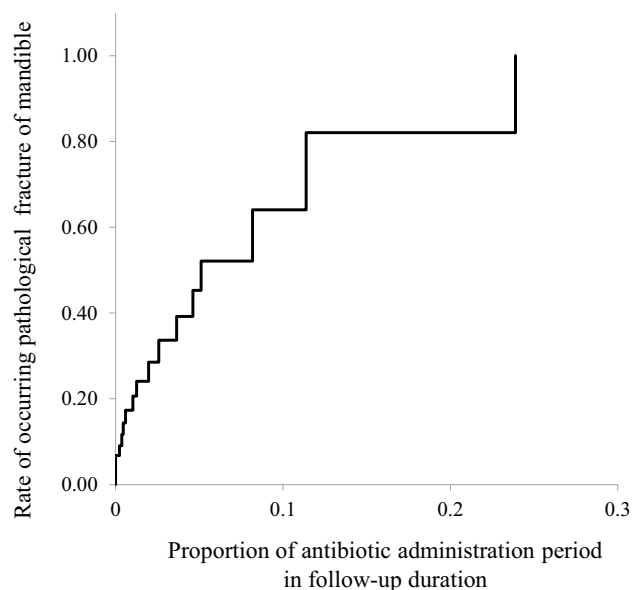 Rate of occurring pathological fracture of mandible
1.00
0.80
0.60
0.40
0.20
0.00
0 0.1 0.2 0.3
Proportion of antibiotic administration period
in follow-up duration